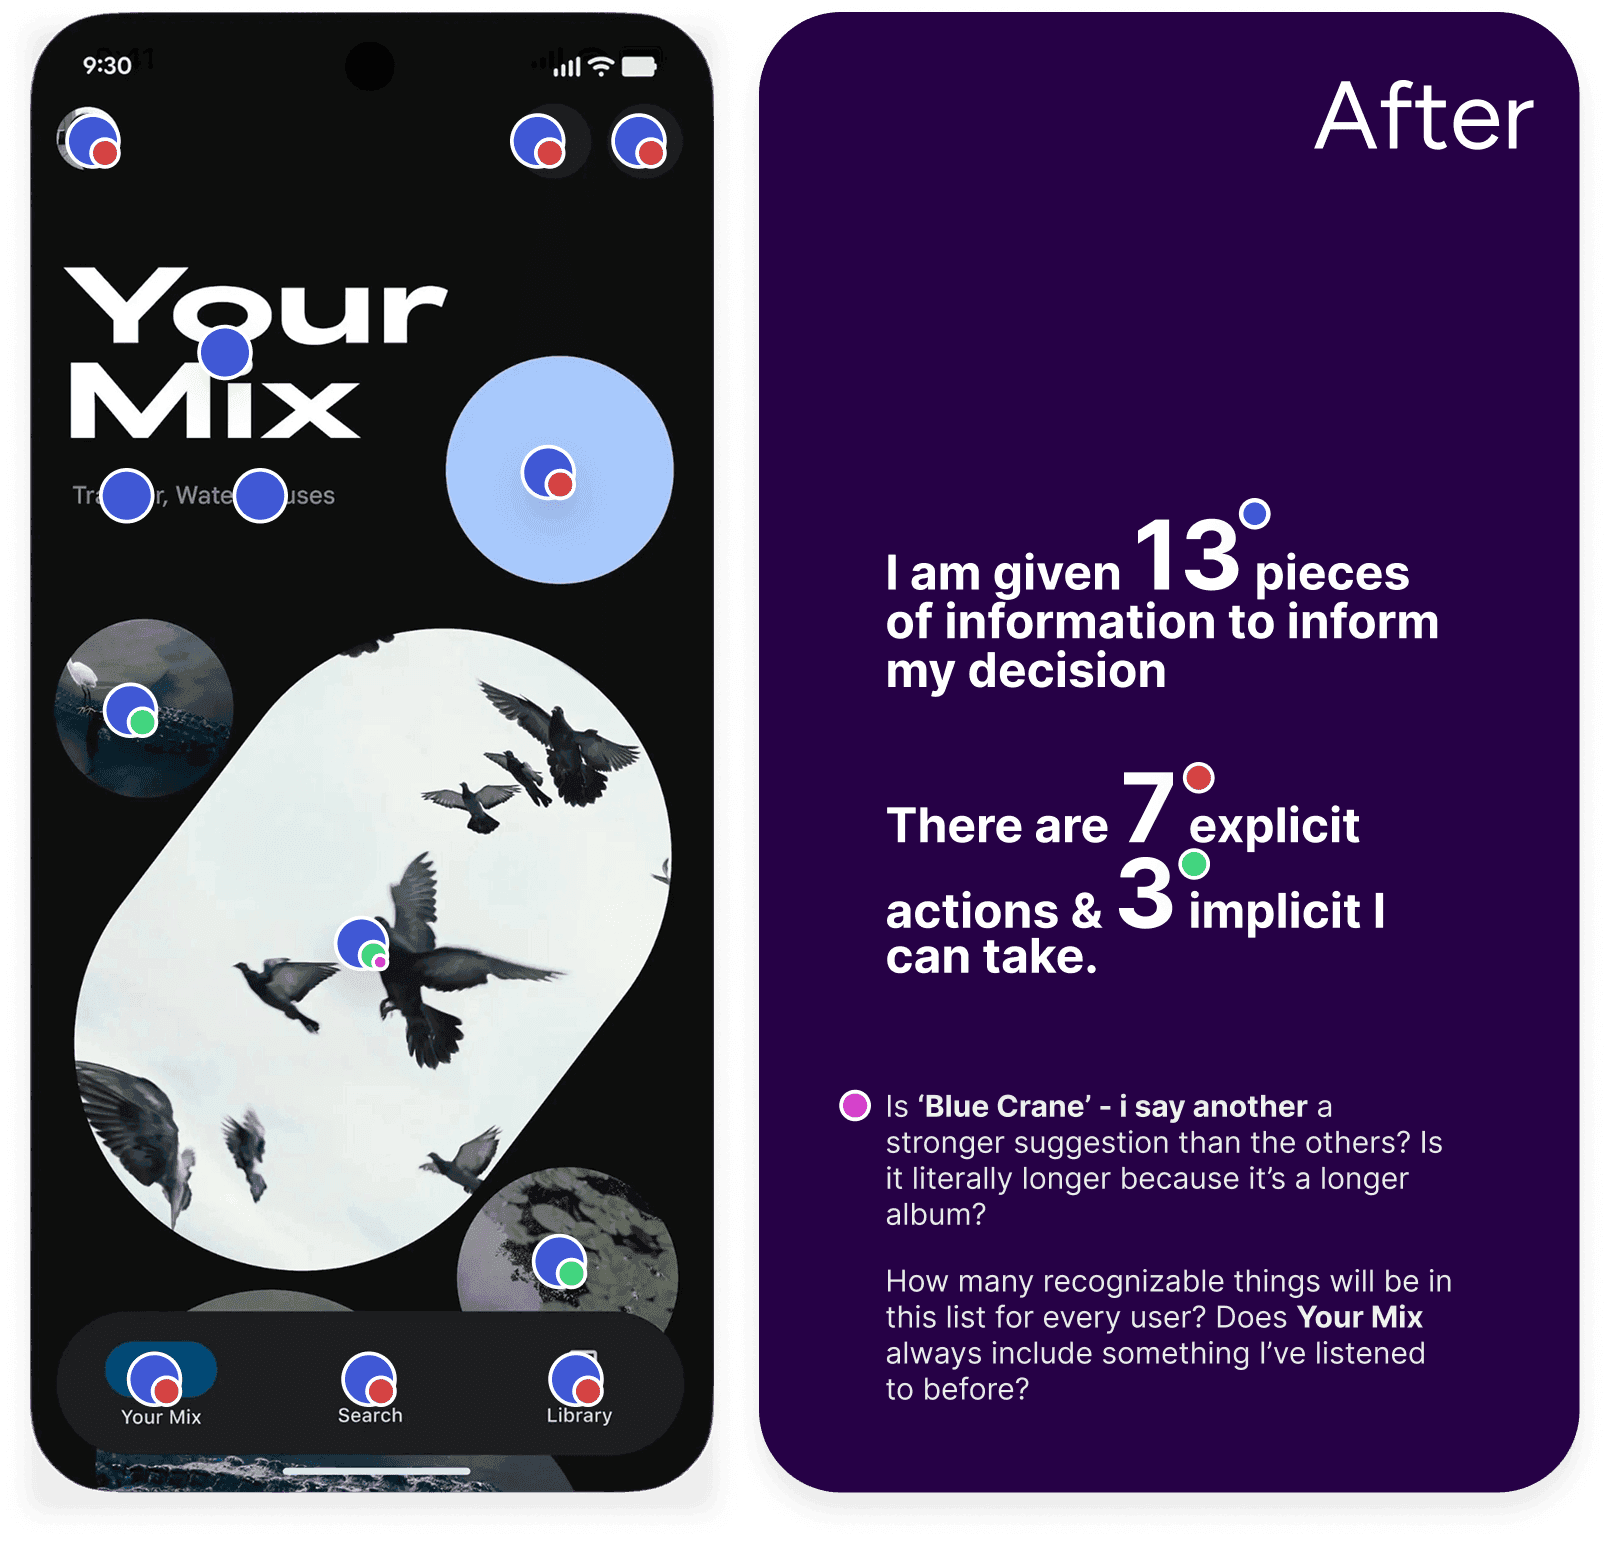 9:30
Your
Mix
Tra r, Wate uses
Your Mix
Search
Library
After
I am given 13 pieces
of information to inform
my decision
There are 7 explicit
actions & 3 implicit I
can take.
Is ‘Blue Crane’ - i say another a
stronger suggestion than the others? Is
it literally longer because it’s a longer
album?
How many recognizable things will be in
this list for every user? Does Your Mix
always include something I’ve listened
to before?